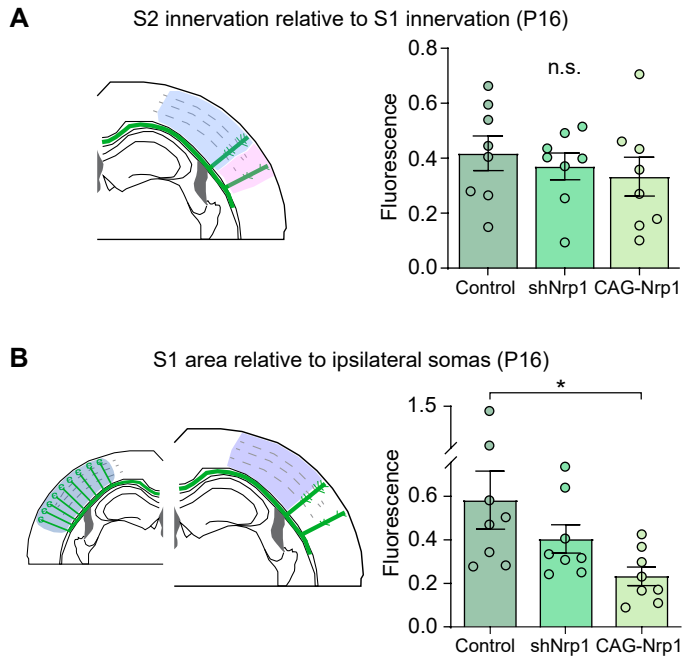 A
S2 innervation relative to S1 innervation (P16)
Fluorescence
0.8
0.6
0.4
0.2
0.0
n.s.
Control shNrp1 CAG-Nrp1
B
S1 area relative to ipsilateral somas (P16)
Fluorescence
1.5
0.6
0.4
0.2
0.0
*
Control shNrp1 CAG-Nrp1